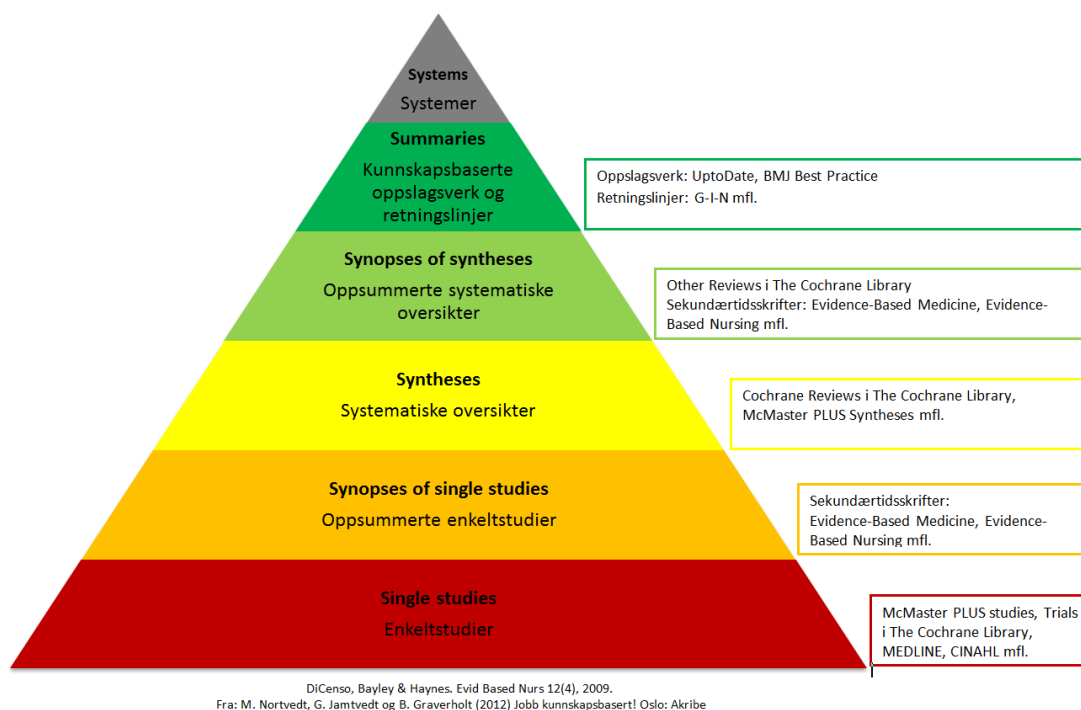 Systems
Systemer
Summaries
Kunnskapsbaserte
oppslagsverk og
retningslinjer
Oppslagsverk: UptoDate, BMJ Best Practice
Retningslinjer: G-I-N mfl.
Synopses of syntheses
Oppsummerte systematiske
oversikter
Other Reviews i The Cochrane Library
Sekundærtidsskrifter: Evidence-Based Medicine, Evidence-
Based Nursing mfl.
Syntheses
Systematiske oversikter
Cochrane Reviews i The Cochrane Library,
McMaster PLUS Syntheses mfl.
Synopses of single studies
Oppsummerte enkeltstudier
Sekundærtidsskrifter:
Evidence-Based Medicine, Evidence-
Based Nursing mfl.
Single studies
Enkeltstudier
McMaster PLUS studies, Trials
i The Cochrane Library,
MEDLINE, CINAHL mfl.
DiCenso, Bayley & Haynes. Evid Based Nurs 12(4), 2009.
Fra: M. Nortvedt, G. Jamtvedt og B. Graverholt (2012) Jobb kunnskapsbasert! Oslo: Akribe